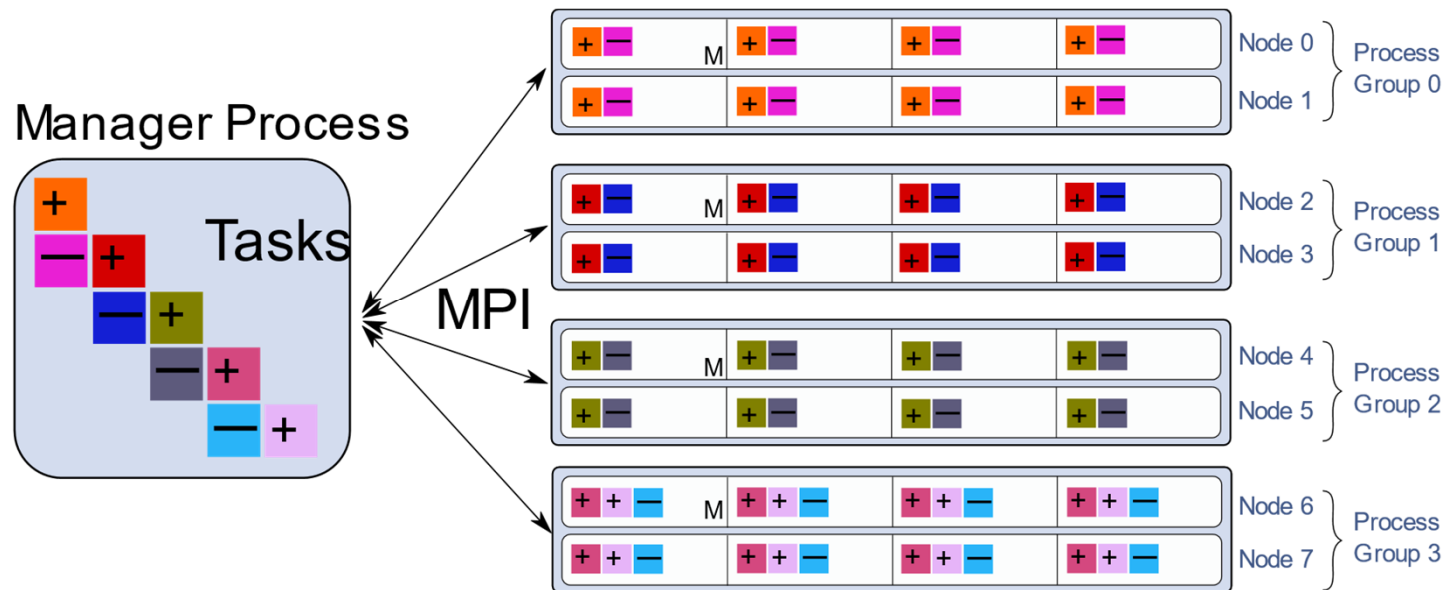 Manager Process
Tasks
+
— +
— +
— +
— +
MPI
+ — M + — + — + — Node 0
+ — + — + — + — Node 1
Process
Group 0
+ — M + — + — + — Node 2
+ — + — + — + — Node 3
Process
Group 1
+ — M + — + — + — Node 4
+ — + — + — + — Node 5
Process
Group 2
+ + — M + + — + + — + + — Node 6
+ + — + + — + + — + + — Node 7
Process
Group 3